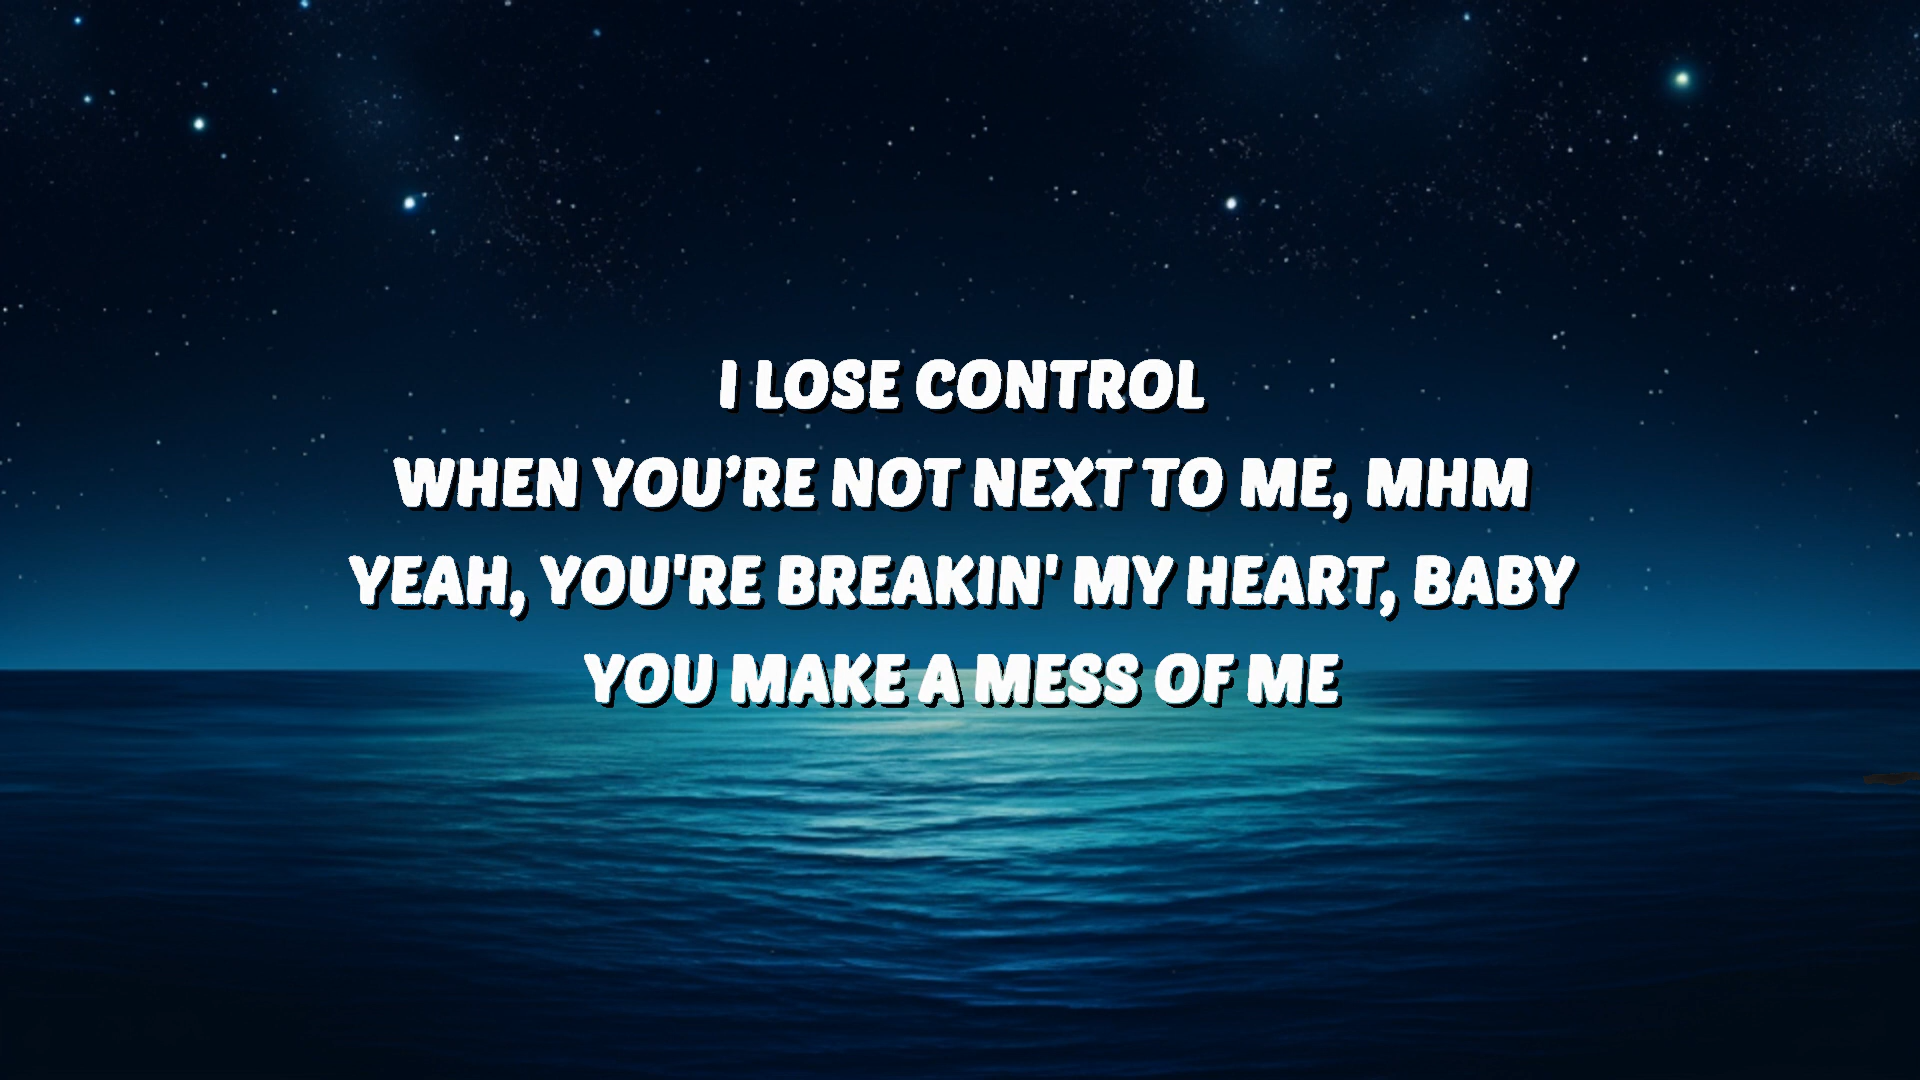 I LOSE CONTROL
WHEN YOU’RE NOT NEXT TO ME, MHM
YEAH, YOU'RE BREAKIN' MY HEART, BABY
YOU MAKE A MESS OF ME